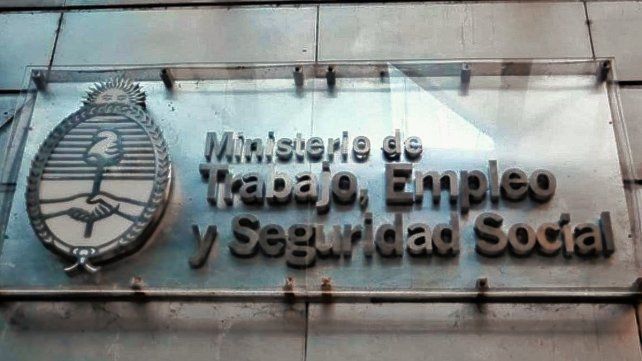 Ministerio de
Trabajo, Empleo
y Seguridad Social